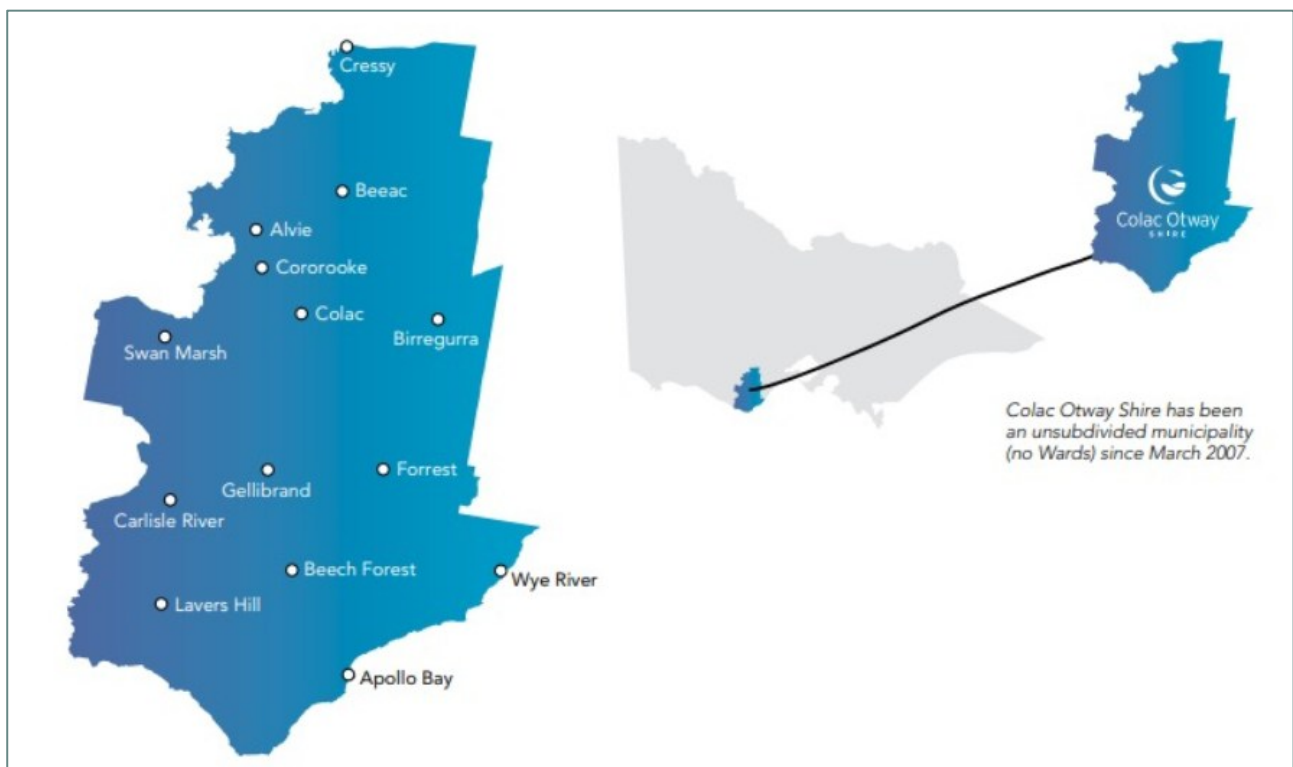 Cressy
Beeac
Alvie
Cororooke
Colac
Birregurra
Swan Marsh
Gellibrand
Forrest
Carlisle River
Beech Forest
Wye River
Lavers Hill
Apollo Bay
Colac Otway
SHIRE
Colac Otway Shire has been
an unsubdivided municipality
(no Wards) since March 2007.